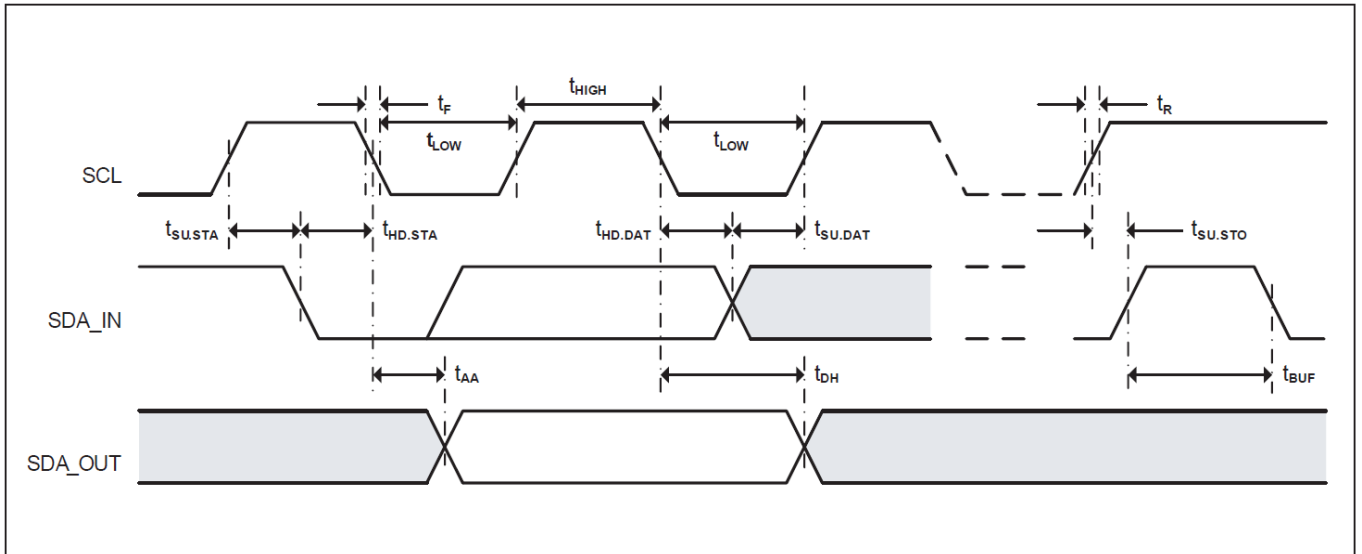 tF
tHIGH
tR
tLOW
tLOW
SCL
tSU.STA
tHD.STA
tHD.DAT
tSU.DAT
tSU.STO
SDA_IN
tAA
tDH
tBUF
SDA_OUT